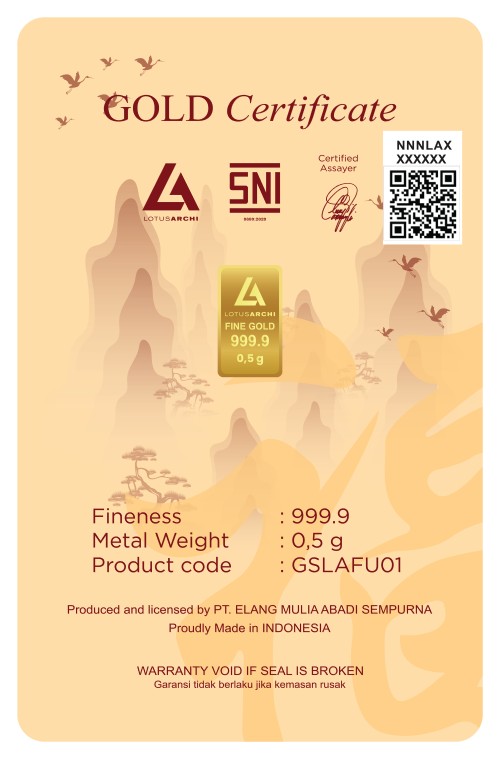 GOLD Certificate
NNNLAX
XXXXXX
Certified
Assayer
LOTUSARCHI
SNI
8809:2020
LOTUSARCHI
FINE GOLD
999.9
0,5 g
Fineness : 999.9
Metal Weight : 0,5 g
Product code : GSLAFU01
Produced and licensed by PT. ELANG MULIA ABADI SEMPURNA
Proudly Made in INDONESIA
WARRANTY VOID IF SEAL IS BROKEN
Garansi tidak berlaku jika kemasan rusak